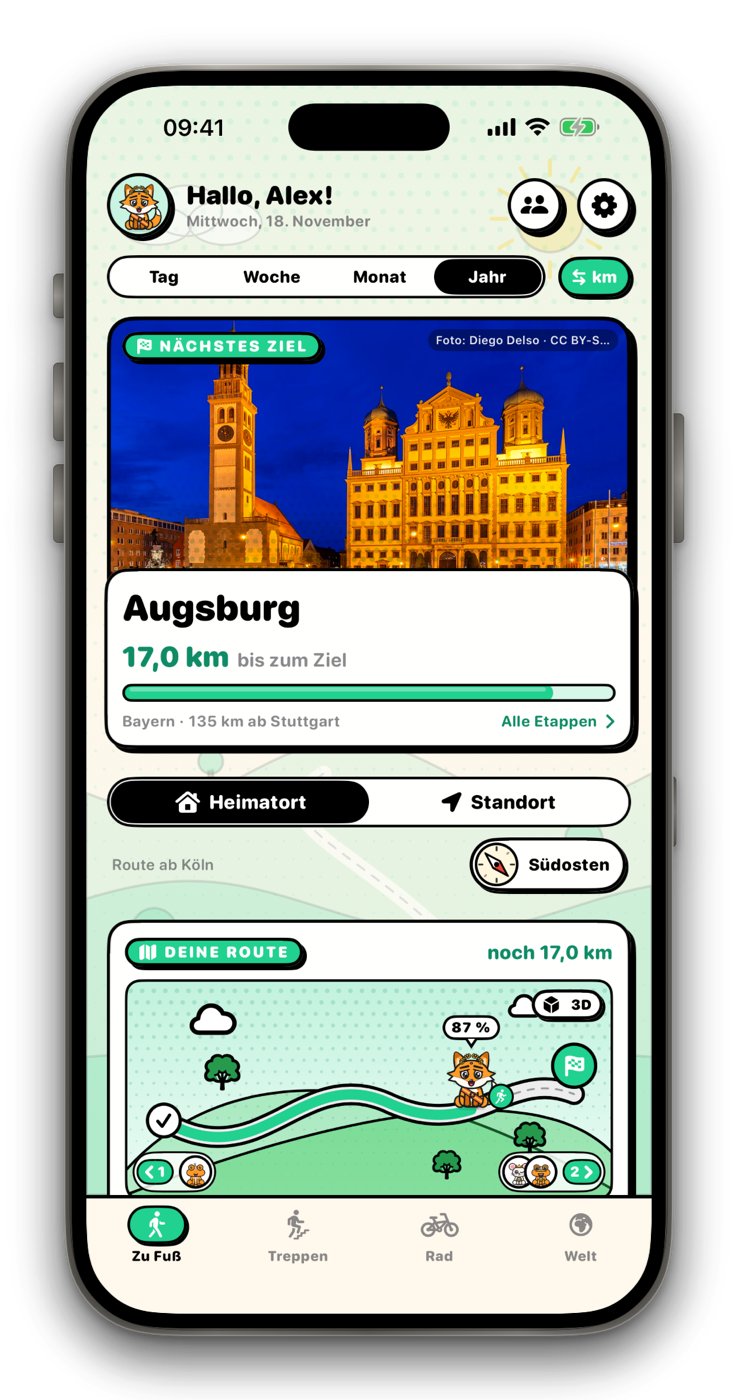 09:41
Hallo, Alex!
Mittwoch, 18. November
Tag Woche Monat Jahr km
NÄCHSTES ZIEL
Foto: Diego Delso · CC BY-S...
Augsburg
17,0 km bis zum Ziel
Bayern · 135 km ab Stuttgart Alle Etappen
Heimatort Standort
Route ab Köln Südosten
DEINE ROUTE noch 17,0 km
3D
87 %
1 2
Zu Fuß Treppen Rad Welt